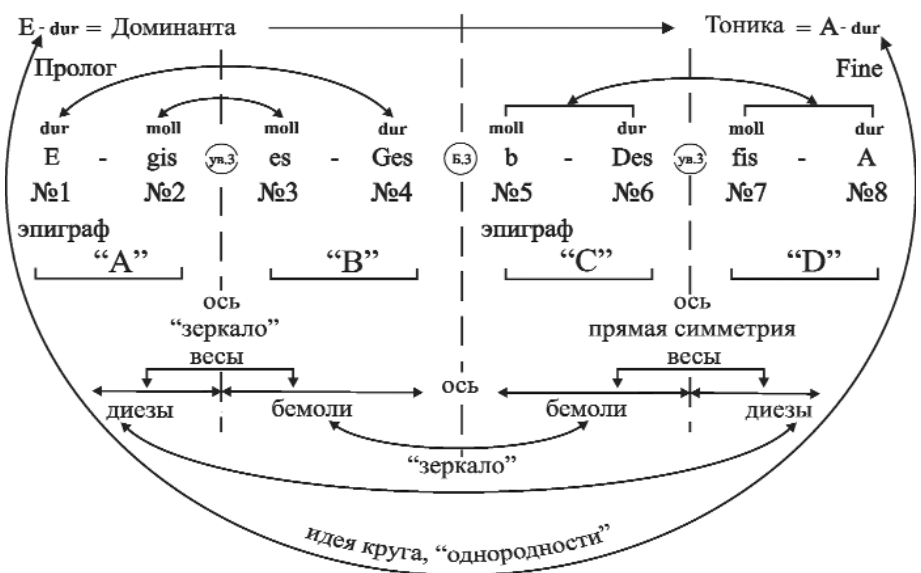 E - dur = Доминанта Тоника = A - dur
Пролог Fine
dur moll moll dur moll dur moll dur
E - gis ув.3 es - Ges Б.3 b - Des ув.3 fis - A
№1 №2 №3 №4 №5 №6 №7 №8
эпиграф эпиграф
“A” “B” “C” “D”
ось ось
“зеркало” прямая симметрия
весы весы
ось
диезы бемоли бемоли диезы
“зеркало”
идея круга, “однородности”